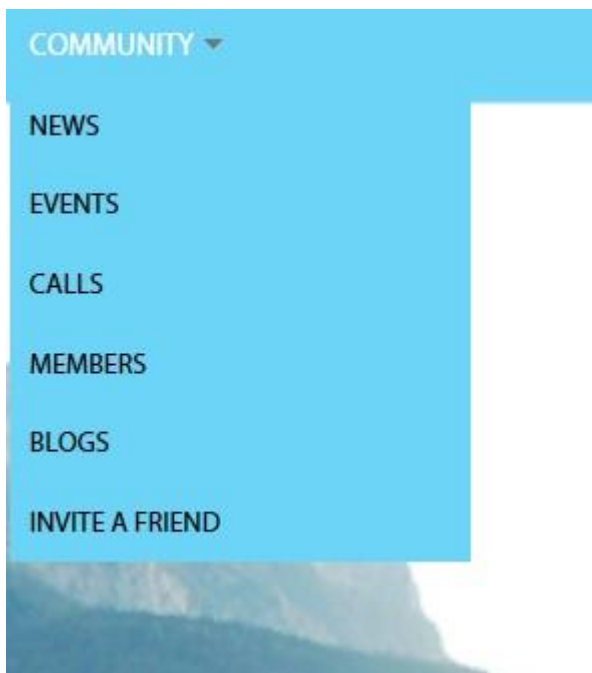 COMMUNITY
NEWS
EVENTS
CALLS
MEMBERS
BLOGS
INVITE A FRIEND